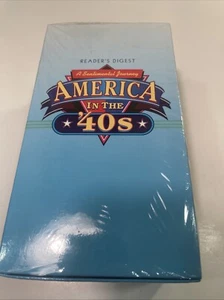 READER'S DIGEST
A Sentimental Journey
AMERICA
IN THE
'40s